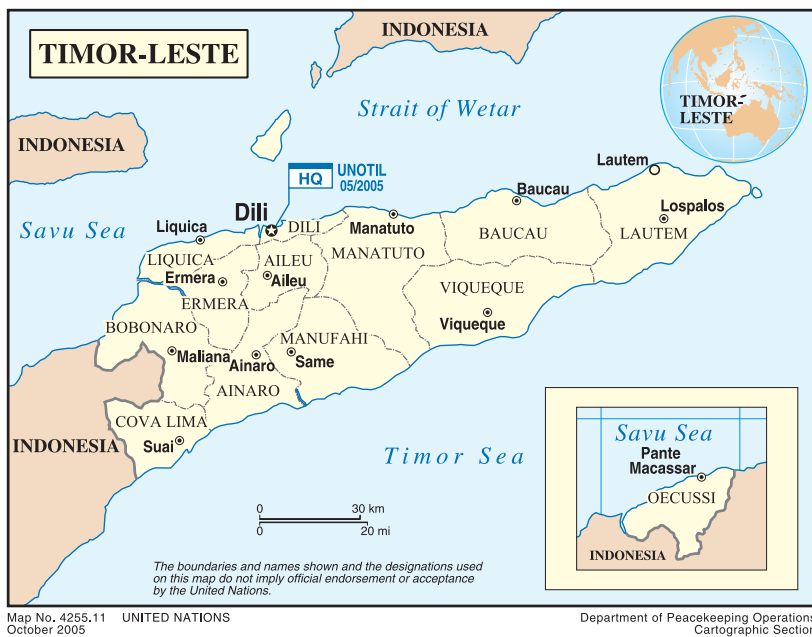 INDONESIA
TIMOR-LESTE
Strait of Wetar
TIMOR-
LESTE
INDONESIA
HQ
UNOTIL
05/2005
Lautem
Baucau
Dili
Savu Sea
Liquica
DILI
Manatuto
Lospalos
BAUCAU
LAUTEM
LIQUICA
AILEU
MANATUTO
Ermera
Aileu
VIQUEQUE
ERMERA
BOBONARO
Viqueque
MANUFAHI
Maliana
Ainaro
Same
AINARO
COVA LIMA
INDONESIA
Suai
Timor Sea
Savu Sea
Pante
Macassar
OECUSSI
INDONESIA
0 30 km
0 20 mi
The boundaries and names shown and the designations used
on this map do not imply official endorsement or acceptance
by the United Nations.
Map No. 4255.11 UNITED NATIONS
October 2005
Department of Peacekeeping Operation
Cartographic Section